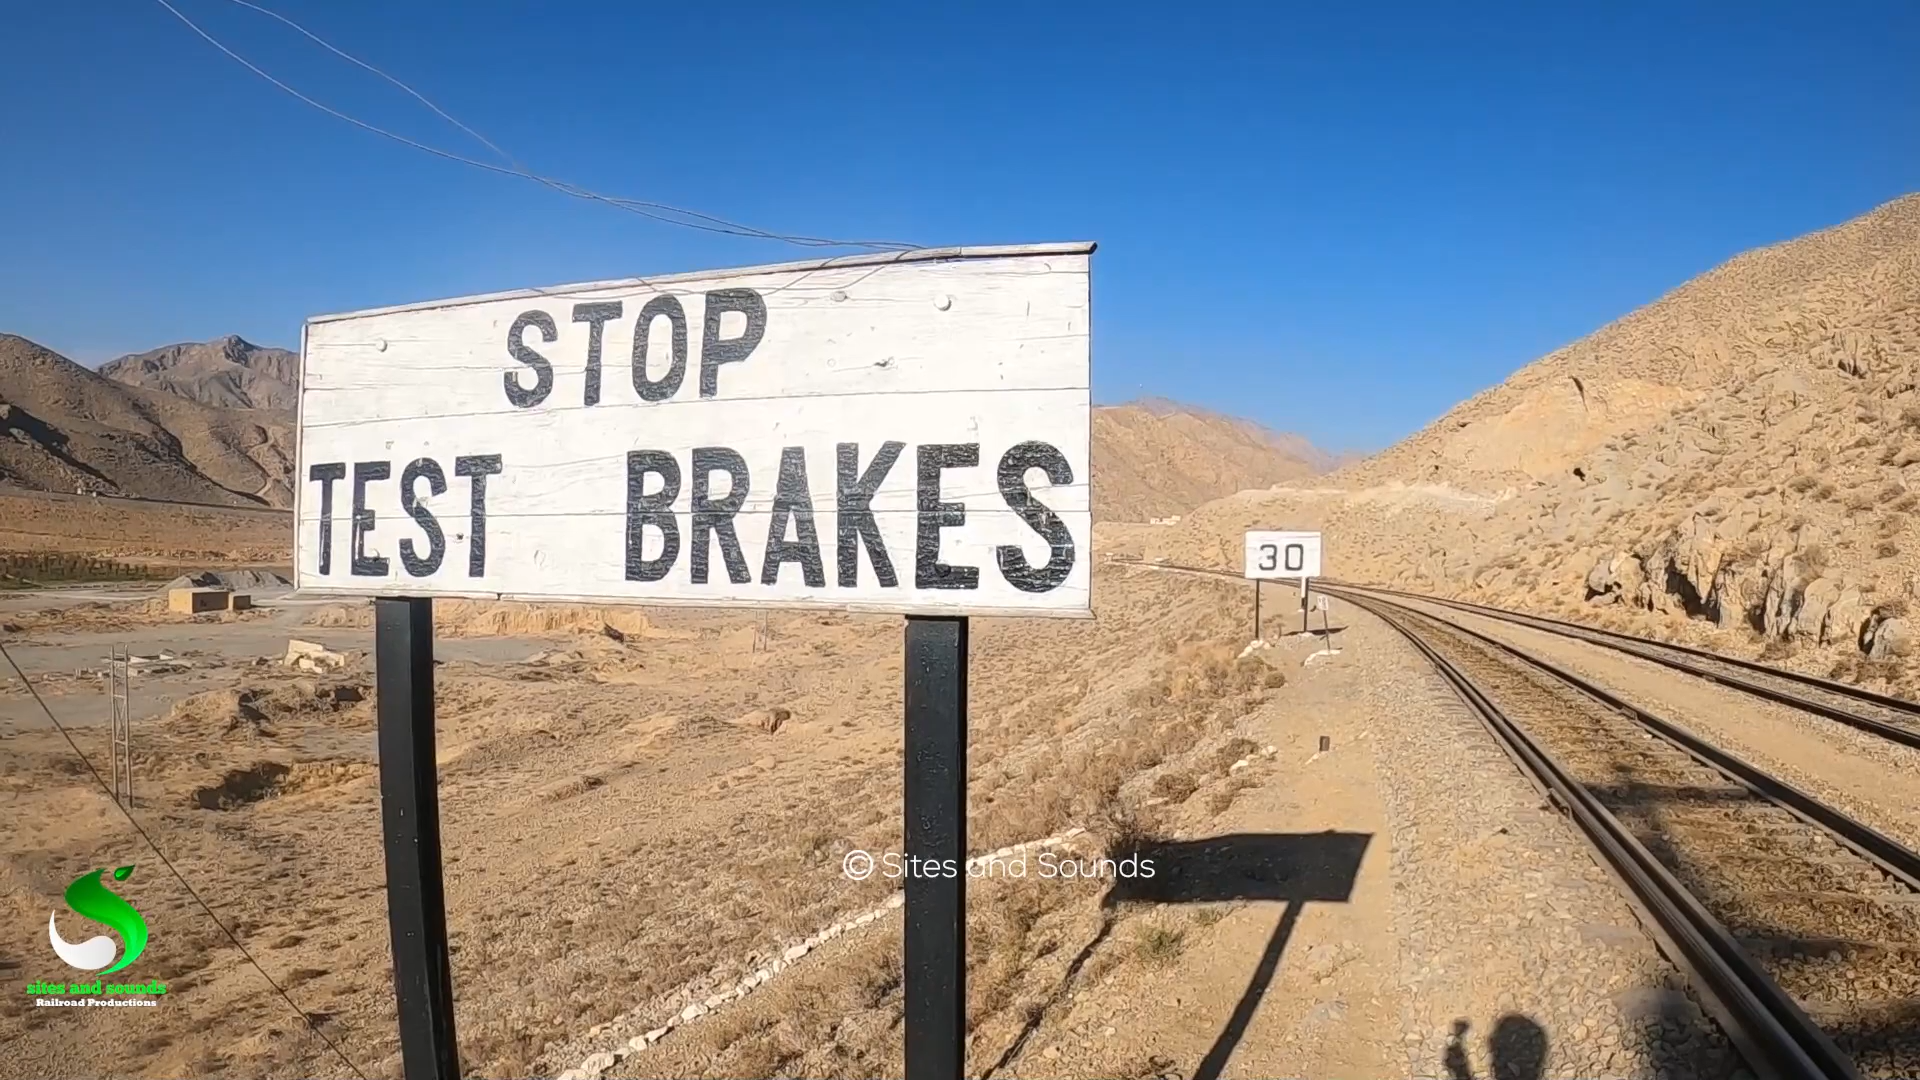 STOP
TEST BRAKES
30
© Sites and Sounds
sites and sounds
Railroad Productions